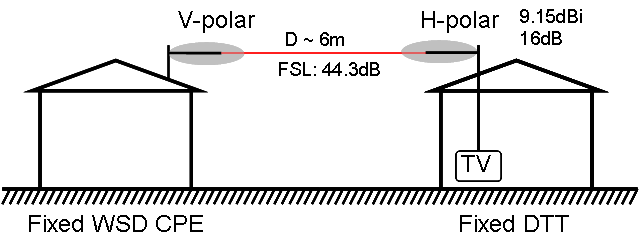 V-polar
H-polar
9.15dBi
16dB
D ~ 6m
FSL: 44.3dB
TV
Fixed WSD CPE
Fixed DTT